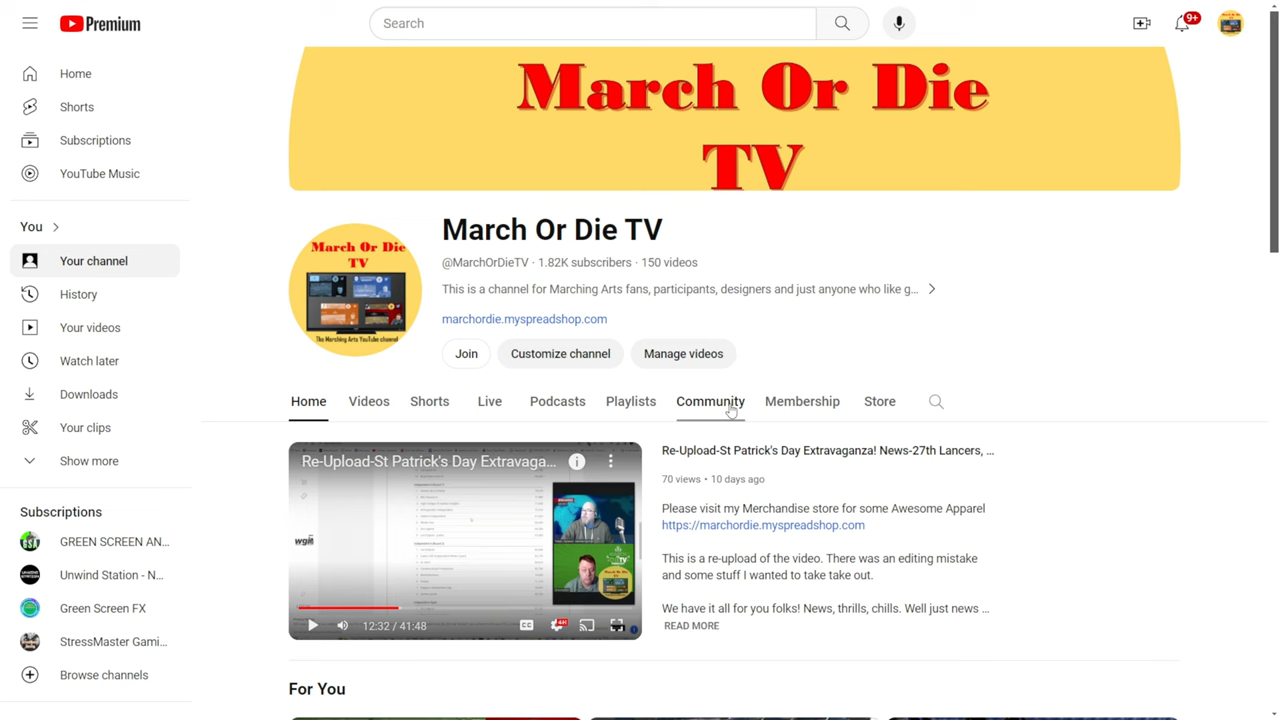 Premium
Search
9+
Home
Shorts
Subscriptions
YouTube Music
You
Your channel
History
Your videos
Watch later
Downloads
Your clips
Show more
Subscriptions
GREEN SCREEN AN...
Unwind Station - N...
Green Screen FX
StressMaster Gami...
Browse channels
March Or Die
TV
March Or Die
TV
The Marching Arts YouTube channel
March Or Die TV
@MarchOrDieTV · 1.82K subscribers · 150 videos
This is a channel for Marching Arts fans, participants, designers and just anyone who like g...
marchordie.myspreadshop.com
Join
Customize channel
Manage videos
Home
Videos
Shorts
Live
Podcasts
Playlists
Community
Membership
Store
Re-Upload-St Patrick's Day Extravaga...
wgi
12:32 / 41:48
CC
4K
Re-Upload-St Patrick's Day Extravaganza! News-27th Lancers, ...
70 views • 10 days ago
Please visit my Merchandise store for some Awesome Apparel
https://marchordie.myspreadshop.com
This is a re-upload of the video. There was an editing mistake
and some stuff I wanted to take take out.
We have it all for you folks! News, thrills, chills. Well just news ...
READ MORE
For You